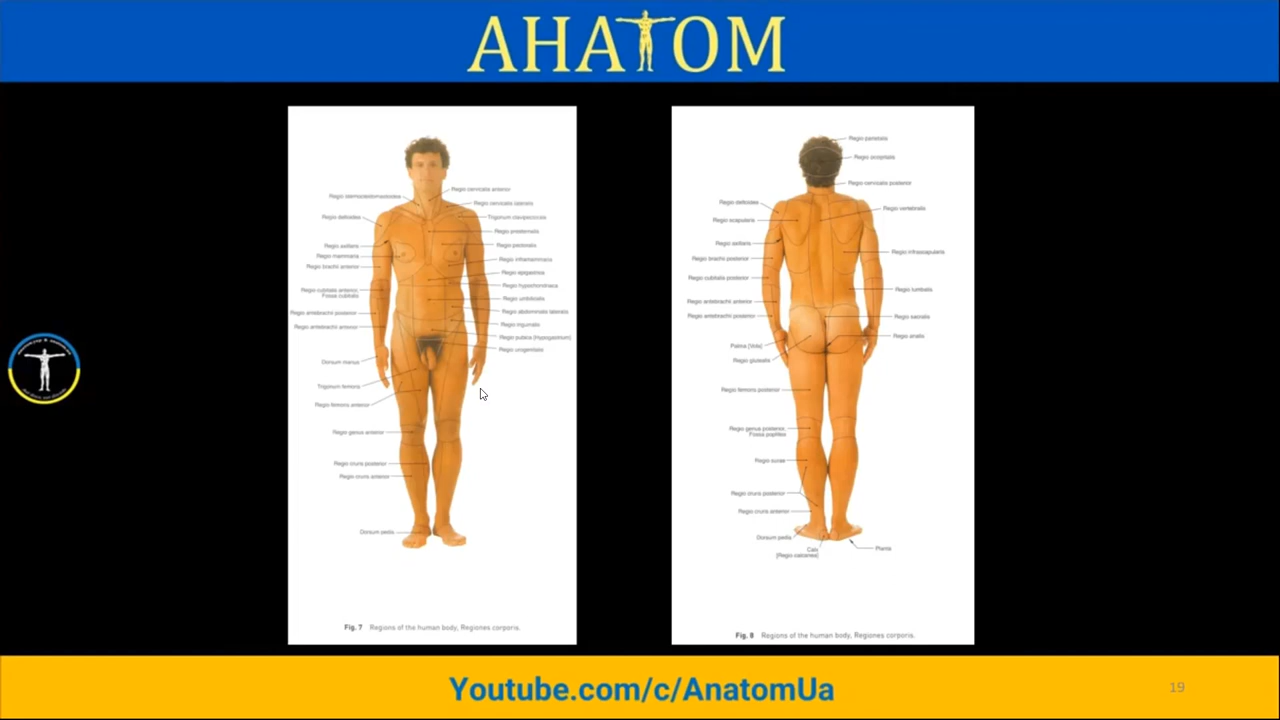 АНАТОМ
Regio sternocleidomastoidea
Regio cervicalis anterior
Regio cervicalis lateralis
Regio deltoidea
Trigonum clavipectorale
Regio presternalis
Regio axillaris
Regio pectoralis
Regio mammaria
Regio inframammaria
Regio brachii anterior
Regio epigastrica
Regio hypochondriaca
Regio cubitalis anterior,
Fossa cubitalis
Regio umbilicalis
Regio antebrachii posterior
Regio abdominalis lateralis
Regio antebrachii anterior
Regio inguinalis
Regio pubica [Hypogastrium]
Regio urogenitalis
Dorsum manus
Trigonum femoris
Regio femoris anterior
Regio genus anterior
Regio cruris posterior
Regio cruris anterior
Dorsum pedis
Fig. 7 Regions of the human body, Regiones corporis.
Regio parietalis
Regio occipitalis
Regio cervicalis posterior
Regio deltoidea
Regio vertebralis
Regio scapularis
Regio axillaris
Regio infrascapularis
Regio brachii posterior
Regio cubitalis posterior
Regio lumbalis
Regio antebrachii anterior
Regio antebrachii posterior
Regio sacralis
Regio analis
Palma [Vola]
Regio glutealis
Regio femoris posterior
Regio genus posterior,
Fossa poplitea
Regio suralis
Regio cruris posterior
Regio cruris anterior
Dorsum pedis
Calx
[Regio calcanea]
Planta
Fig. 8 Regions of the human body, Regiones corporis.
Youtube.com/c/AnatomUa
19